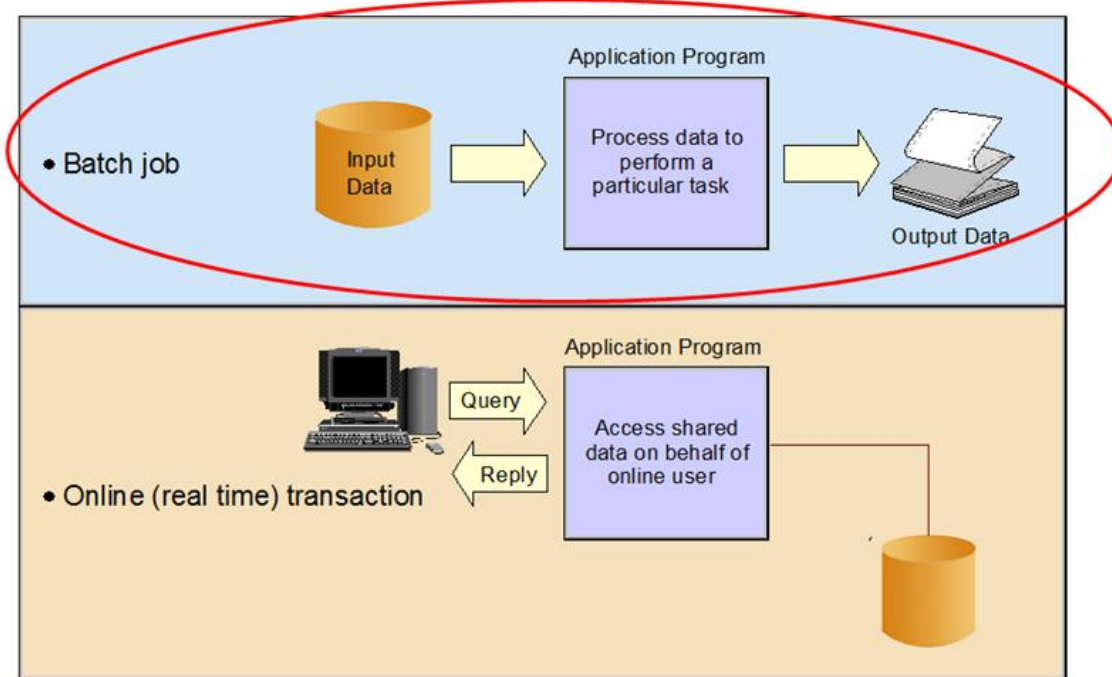 Application Program
• Batch job
Input
Data
Process data to
perform a
particular task
Output Data
Application Program
Query
Reply
Access shared
data on behalf of
online user
• Online (real time) transaction